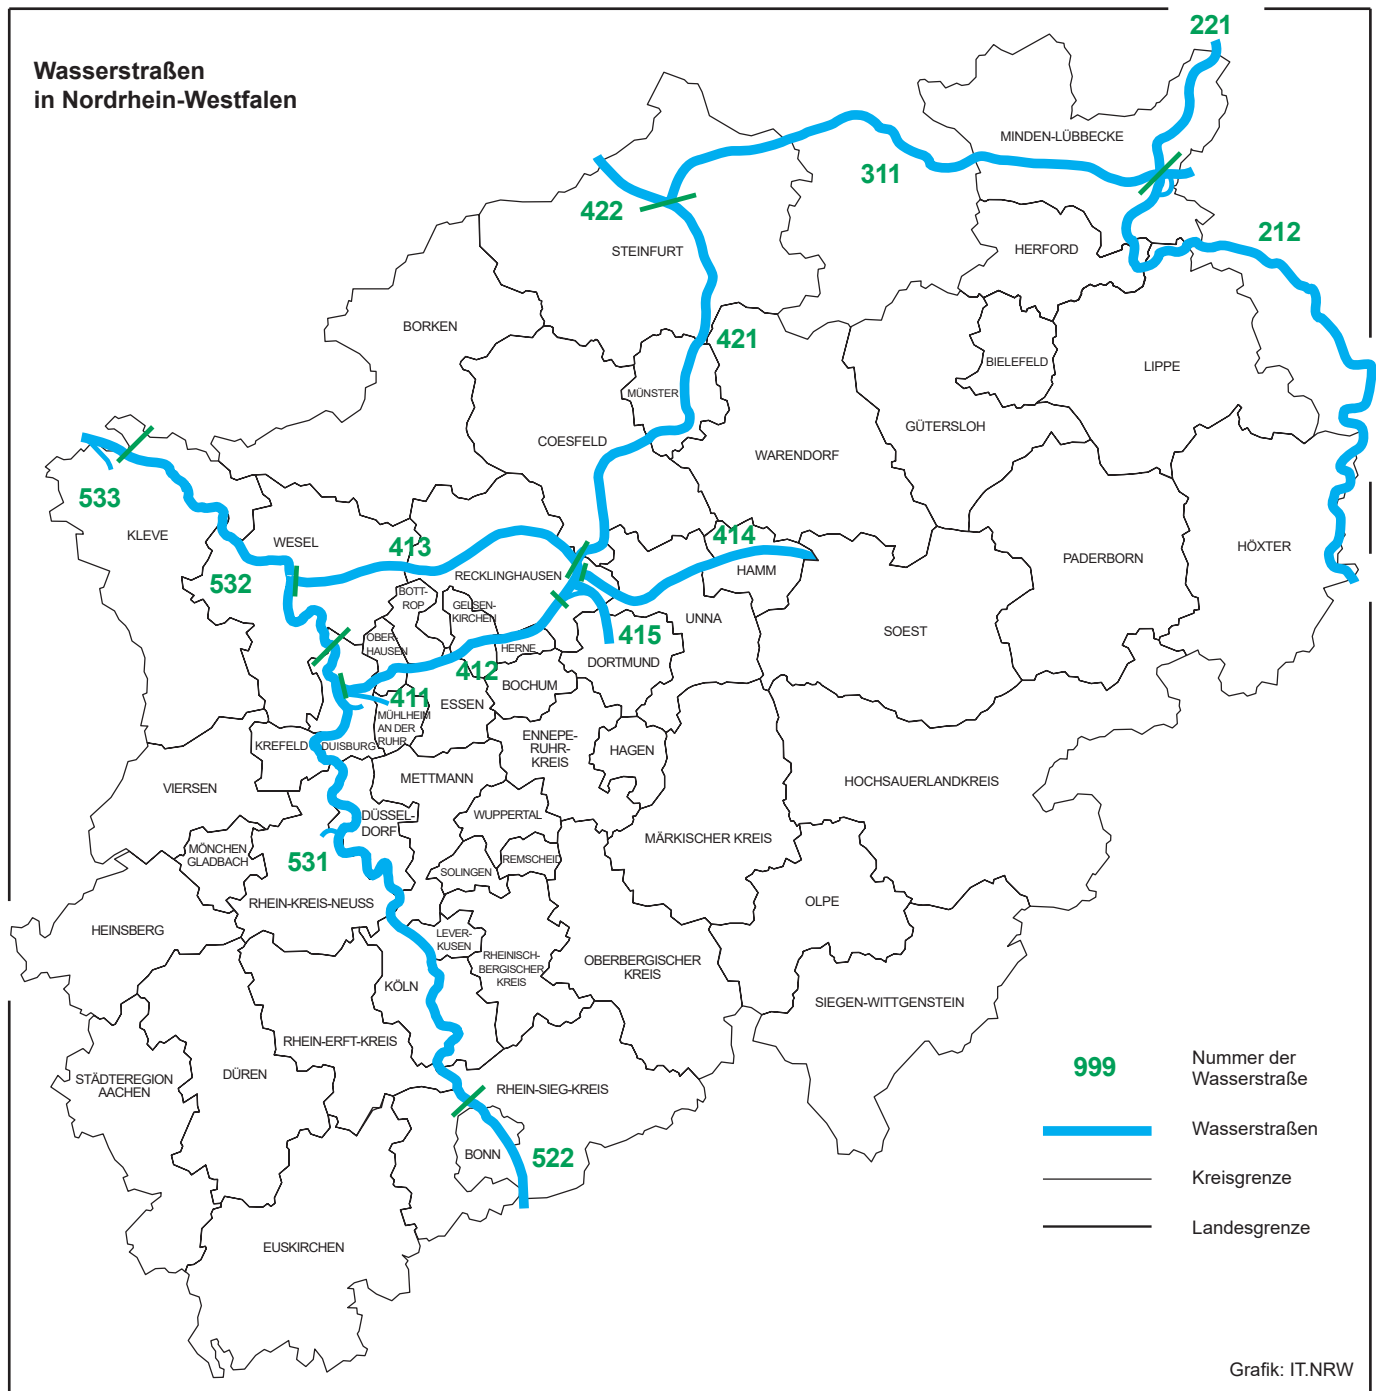 Wasserstraßen
in Nordrhein-Westfalen
221
MINDEN-LÜBBECKE
311
422
212
STEINFURT
HERFORD
BORKEN
421
BIELEFELD
LIPPE
MÜNSTER
COESFELD
GÜTERSLOH
WARENDORF
533
KLEVE
WESEL
413
414
PADERBORN
HÖXTER
532
RECKLINGHAUSEN
HAMM
BOTT-
ROP
GELSEN-
KIRCHEN
UNNA
SOEST
OBER-
HAUSEN
HERNE
415
DORTMUND
412
BOCHUM
411
ESSEN
MÜHLHEIM
AN DER
RUHR
KREFELD
DUISBURG
ENNEPE-
RUHR-
KREIS
HAGEN
METTMANN
HOCHSAUERLANDKREIS
VIERSEN
WUPPERTAL
DÜSSEL-
DORF
MÄRKISCHER KREIS
MÖNCHEN
GLADBACH
531
REMSCHEID
SOLINGEN
RHEIN-KREIS-NEUSS
OLPE
HEINSBERG
LEVER-
KUSEN
RHEINISCH-
BERGISCHER
KREIS
OBERBERGISCHER
KREIS
KÖLN
SIEGEN-WITTGENSTEIN
RHEIN-ERFT-KREIS
STÄDTEREGION
AACHEN
DÜREN
RHEIN-SIEG-KREIS
BONN
522
EUSKIRCHEN
999
Nummer der
Wasserstraße
Wasserstraßen
Kreisgrenze
Landesgrenze
Grafik: IT.NRW